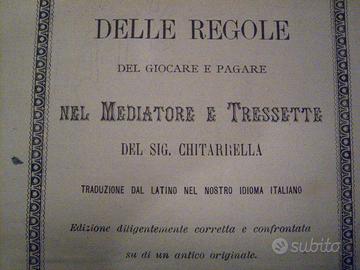 DELLE REGOLE
DEL GIOCARE E PAGARE
NEL MEDIATORE E TRESSETTE
DEL SIG. CHITARRELLA
TRADUZIONE DAL LATINO NEL NOSTRO IDIOMA ITALIANO
Edizione diligentemente corretta e confrontata
su di un antico originale.
subito